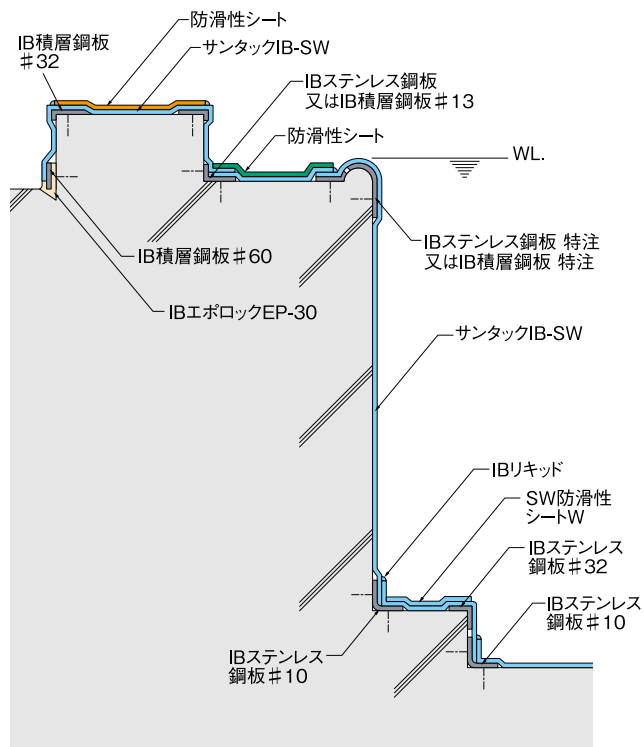 防滑性シート
IB積層鋼板
♯32
サンタックIB-SW
IBステンレス鋼板
又はIB積層鋼板♯13
防滑性シート
WL.
IB積層鋼板♯60
IBステンレス鋼板 特注
又はIB積層鋼板 特注
IBエポロックEP-30
サンタックIB-SW
IBリキッド
SW防滑性
シートW
IBステンレス
鋼板♯32
IBステンレス
鋼板♯10
IBステンレス
鋼板♯10